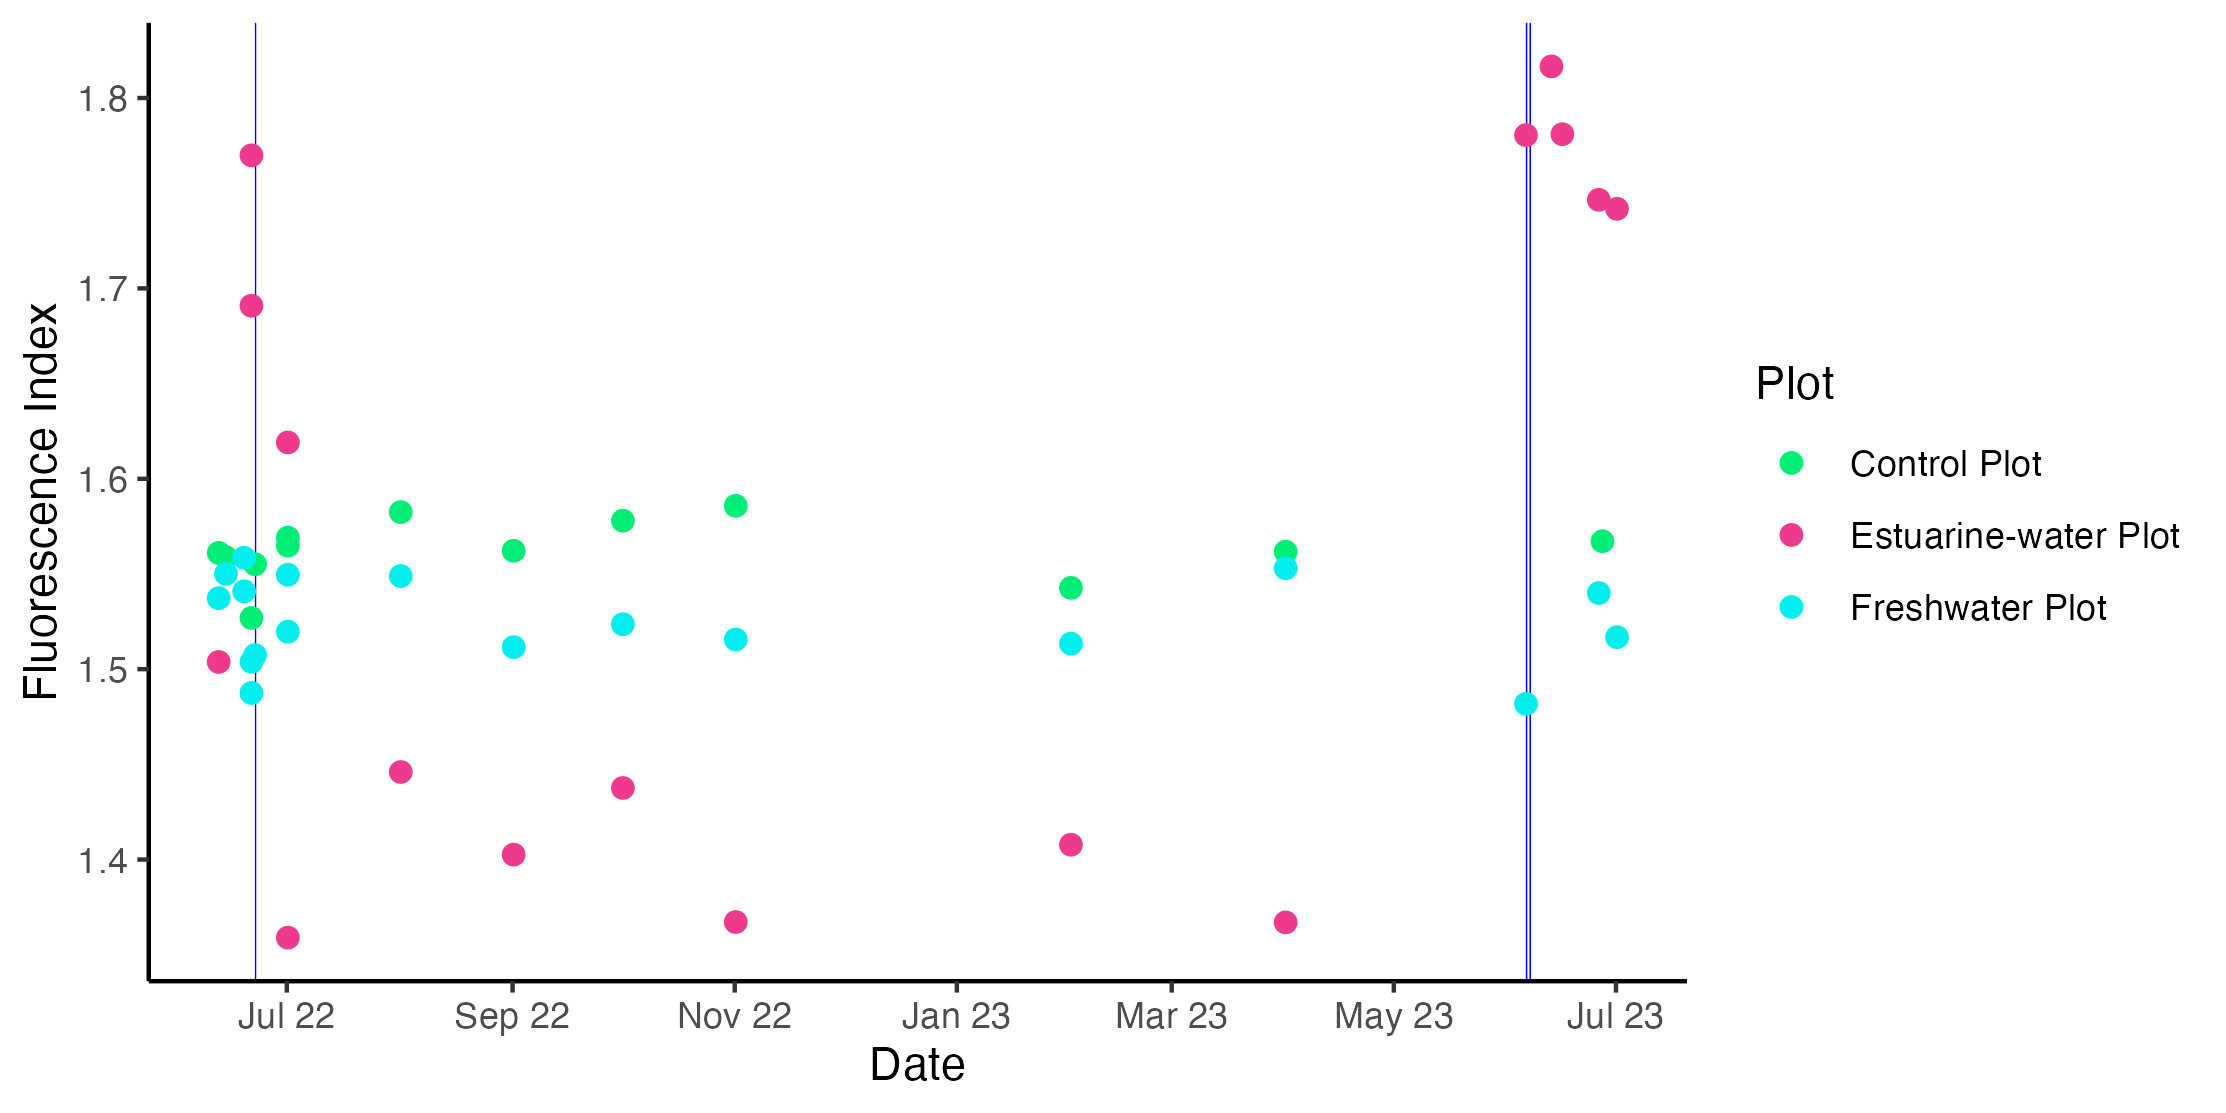 Fluorescence Index
1.8
1.7
1.6
1.5
1.4
Jul 22
Sep 22
Nov 22
Jan 23
Mar 23
May 23
Jul 23
Date
Plot
Control Plot
Estuarine-water Plot
Freshwater Plot